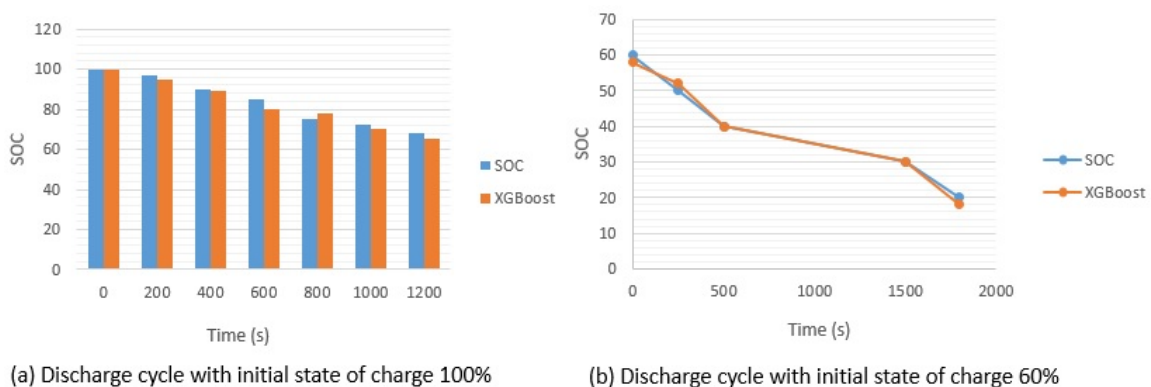 120
100
80
60
40
20
0
SOC
0 200 400 600 800 1000 1200
Time (s)
SOC
XGBoost
(a) Discharge cycle with initial state of charge 100%
70
60
50
40
30
20
10
0
SOC
0 500 1000 1500 2000
Time (s)
SOC
XGBoost
(b) Discharge cycle with initial state of charge 60%